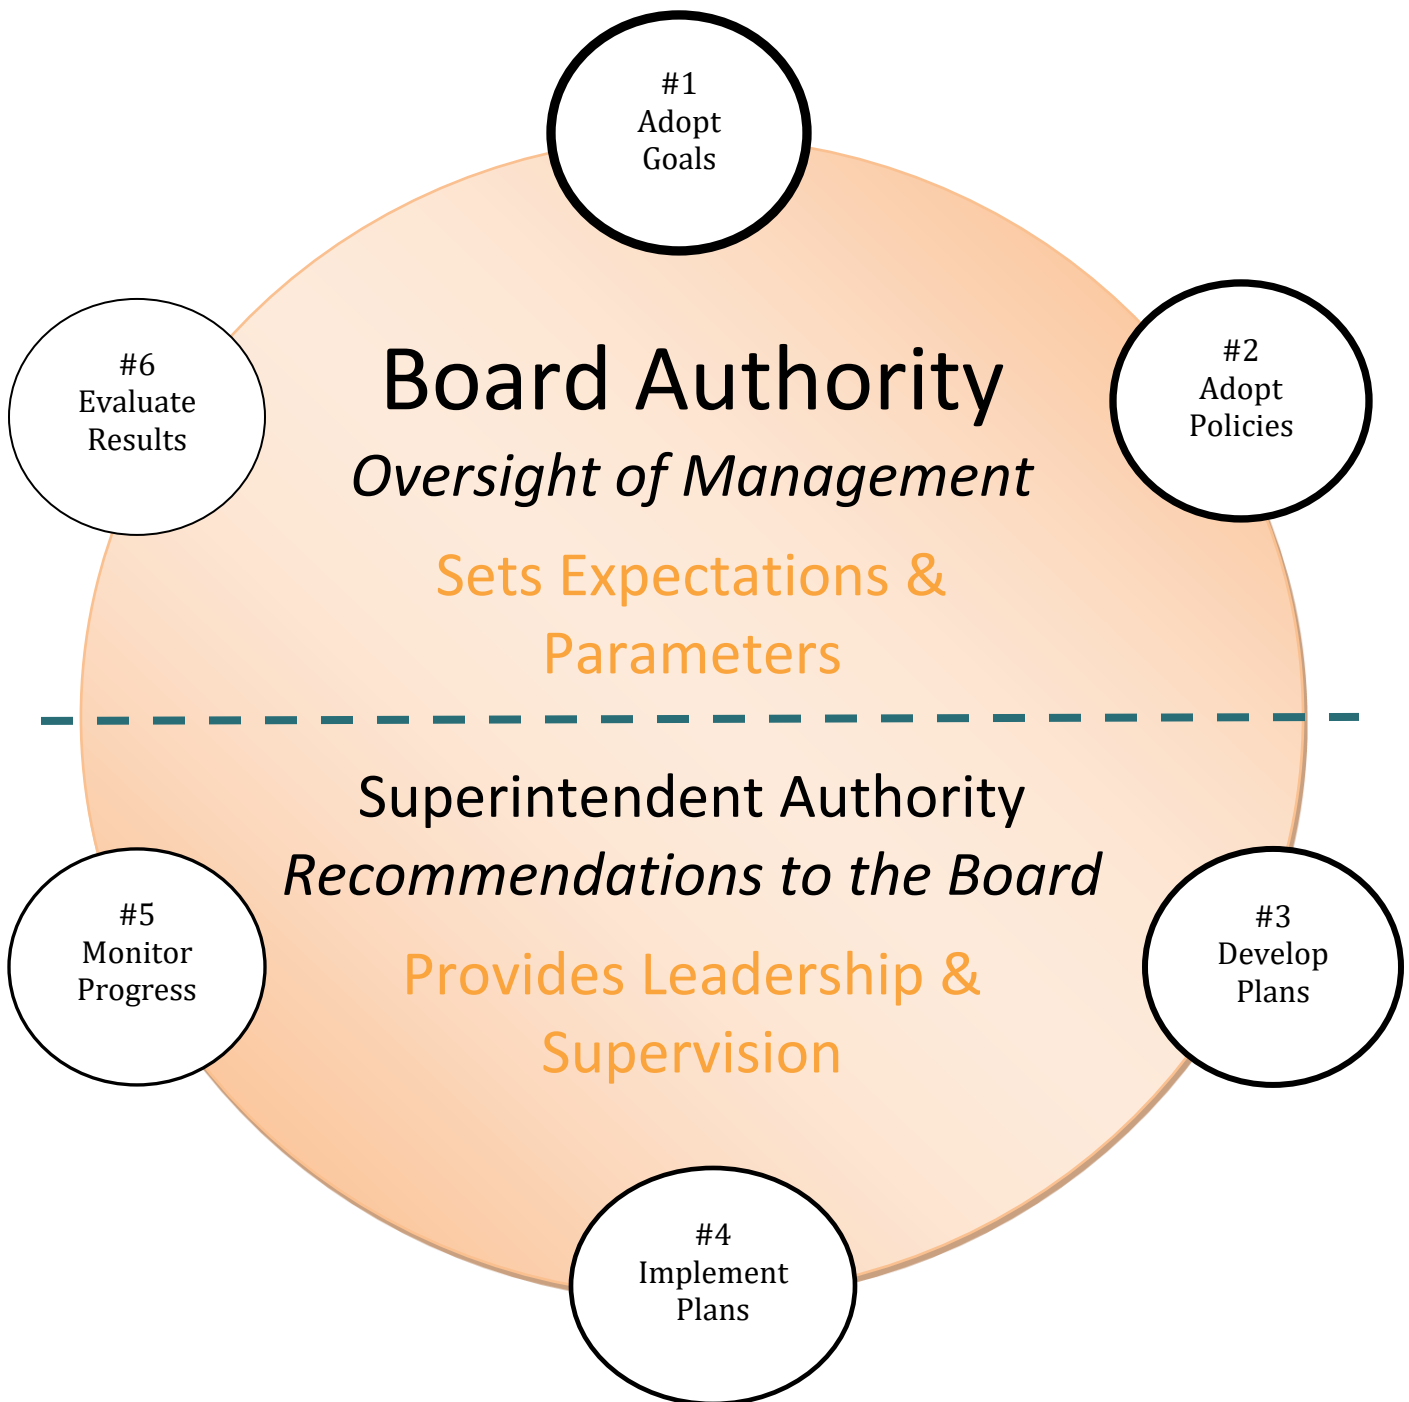 #1
Adopt
Goals
#2
Adopt
Policies
#6
Evaluate
Results
Board Authority
Oversight of Management
Sets Expectations &
Parameters
Superintendent Authority
Recommendations to the Board
Provides Leadership &
Supervision
#3
Develop
Plans
#5
Monitor
Progress
#4
Implement
Plans